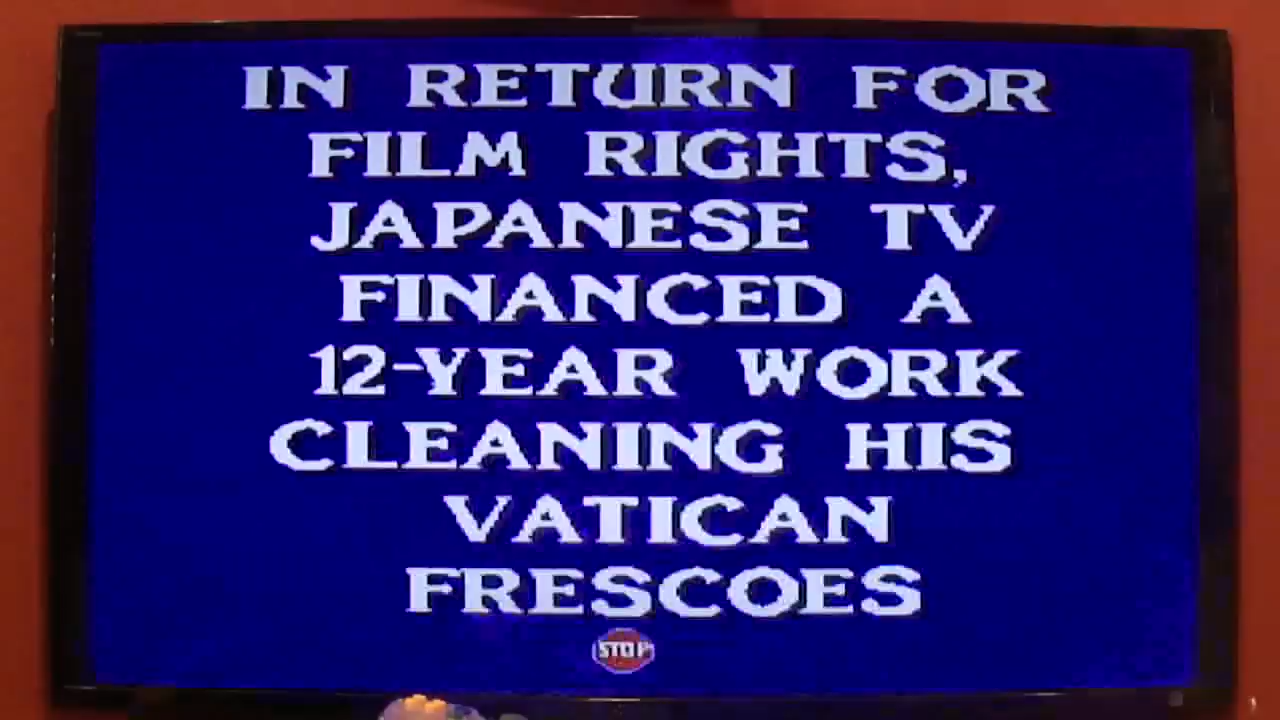 IN RETURN FOR
FILM RIGHTS,
JAPANESE TV
FINANCED A
12-YEAR WORK
CLEANING HIS
VATICAN
FRESCOES
STOP